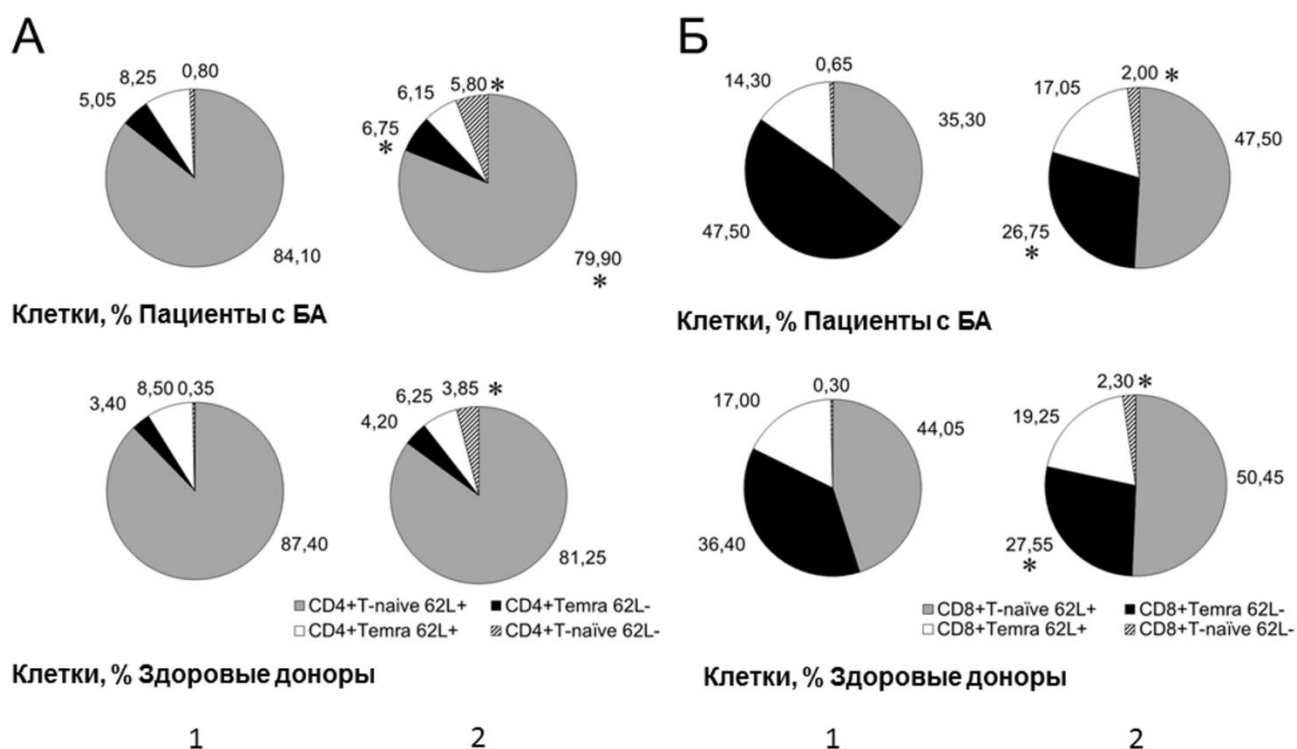 А
Б
8,25 0,80
5,05
84,10
6,15 5,80 *
6,75
*
79,90
*
14,30 0,65
35,30
47,50
17,05 2,00 *
47,50
26,75
*
Клетки, % Пациенты с БА
Клетки, % Пациенты с БА
8,50 0,35
3,40
87,40
6,25 3,85 *
4,20
81,25
17,00 0,30
44,05
36,40
19,25 2,30 *
50,45
27,55
*
CD4+T-naive 62L+ CD4+Temra 62L-
CD4+Temra 62L+ CD4+T-naïve 62L-
CD8+T-naïve 62L+ CD8+Temra 62L-
CD8+Temra 62L+ CD8+T-naïve 62L-
Клетки, % Здоровые доноры
Клетки, % Здоровые доноры
1 2 1 2